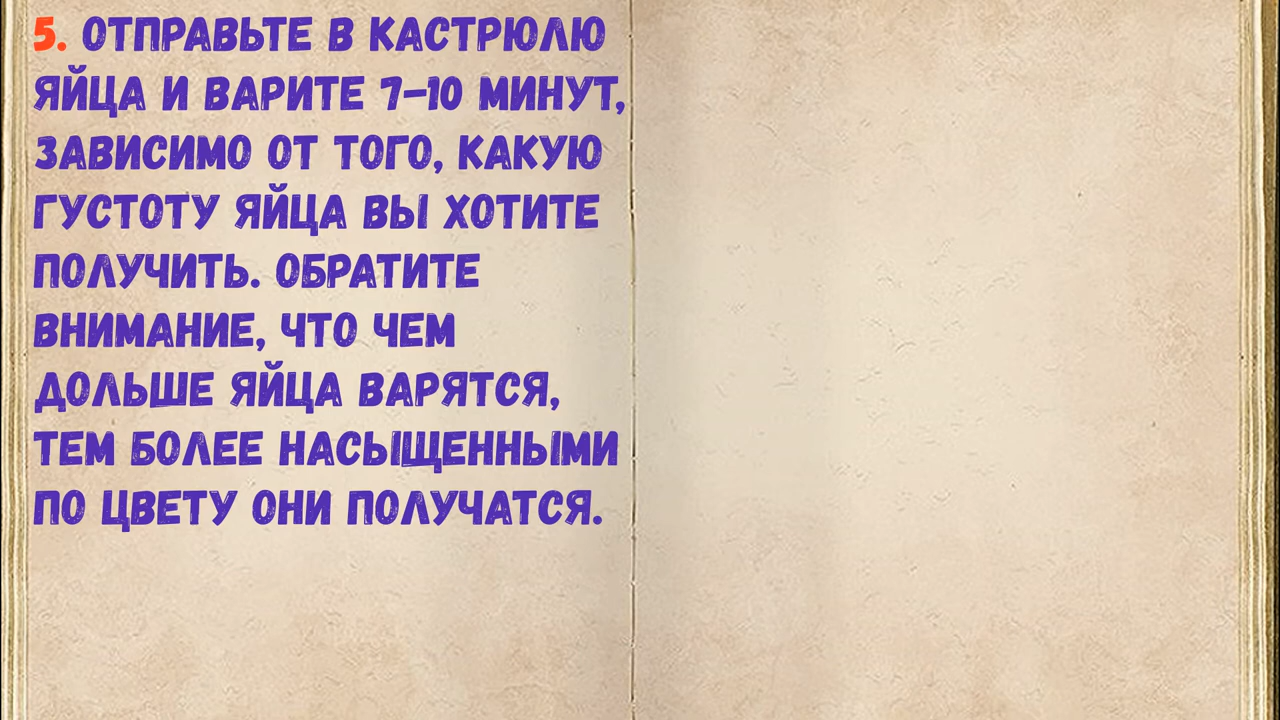 5. ОТПРАВЬТЕ В КАСТРЮЛЮ
ЯЙЦА И ВАРИТЕ 7-10 МИНУТ,
ЗАВИСИМО ОТ ТОГО, КАКУЮ
ГУСТОТУ ЯЙЦА ВЫ ХОТИТЕ
ПОЛУЧИТЬ. ОБРАТИТЕ
ВНИМАНИЕ, ЧТО ЧЕМ
ДОЛЬШЕ ЯЙЦА ВАРЯТСЯ,
ТЕМ БОЛЕЕ НАСЫЩЕННЫМИ
ПО ЦВЕТУ ОНИ ПОЛУЧАТСЯ.